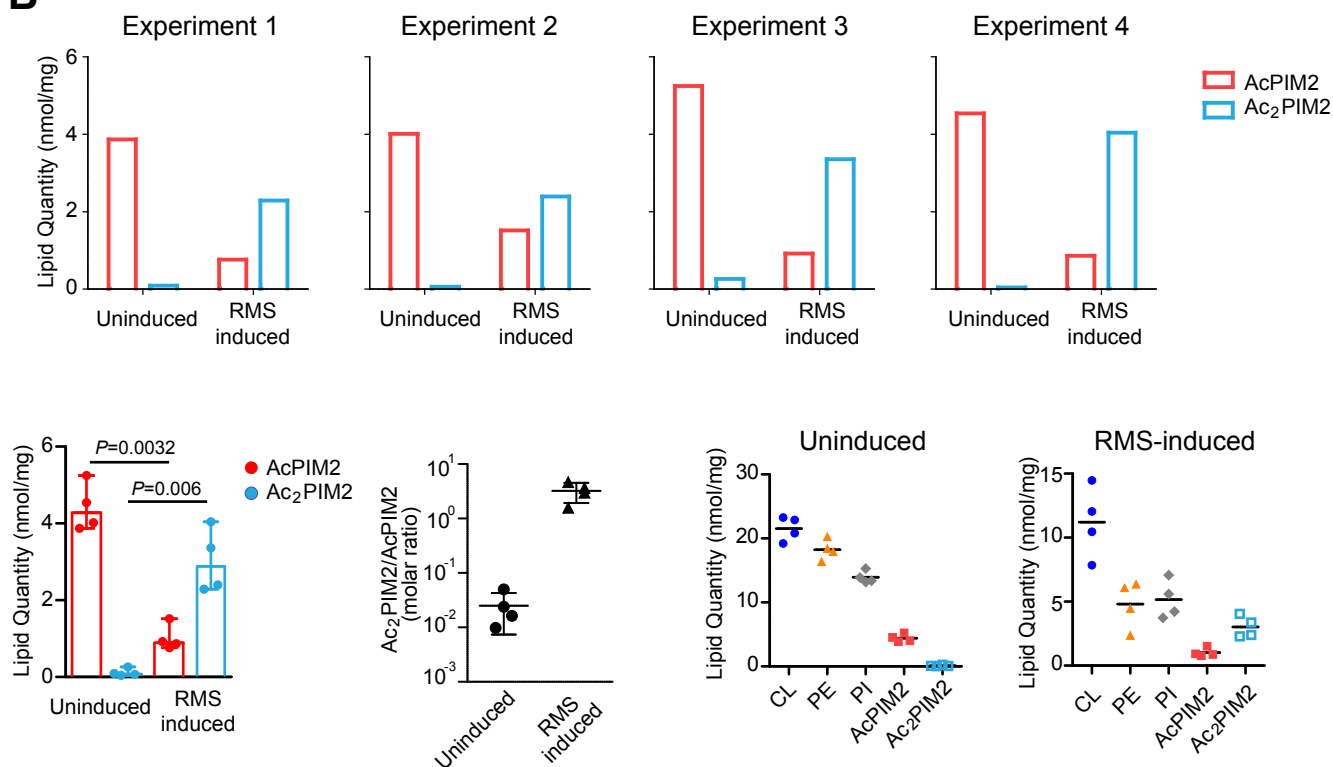 B
Experiment 1
Experiment 2
Experiment 3
Experiment 4
Lipid Quantity (nmol/mg)
6
4
2
0
Uninduced
RMS
induced
Uninduced
RMS
induced
Uninduced
RMS
induced
Uninduced
RMS
induced
AcPIM2
Ac₂PIM2
Lipid Quantity (nmol/mg)
6
4
2
0
P=0.0032
P=0.006
Uninduced
RMS
induced
AcPIM2
Ac₂PIM2
Ac₂PIM2/AcPIM2
(molar ratio)
10¹
10⁰
10⁻¹
10⁻²
10⁻³
Uninduced
RMS
induced
Uninduced
Lipid Quantity (nmol/mg)
30
20
10
0
CL
PE
PI
AcPIM2
Ac₂PIM2
RMS-induced
Lipid Quantity (nmol/mg)
15
10
5
0
CL
PE
PI
AcPIM2
Ac₂PIM2